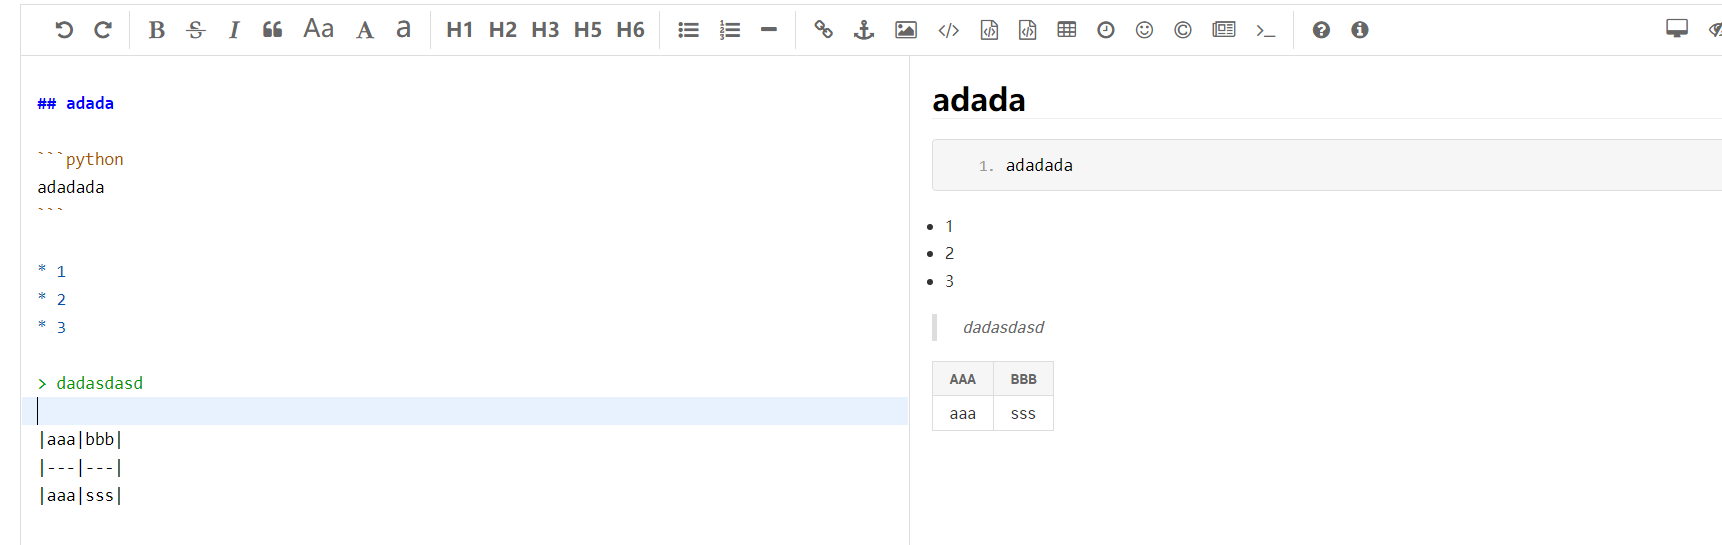 B S I Aa A a H1 H2 H3 H5 H6
## adada
```python
adadada
```
* 1
* 2
* 3
> dadasdasd
|aaa|bbb|
|---|---|
|aaa|sss|
adada
1. adadada
• 1
• 2
• 3
dadasdasd
AAA BBB
aaa sss